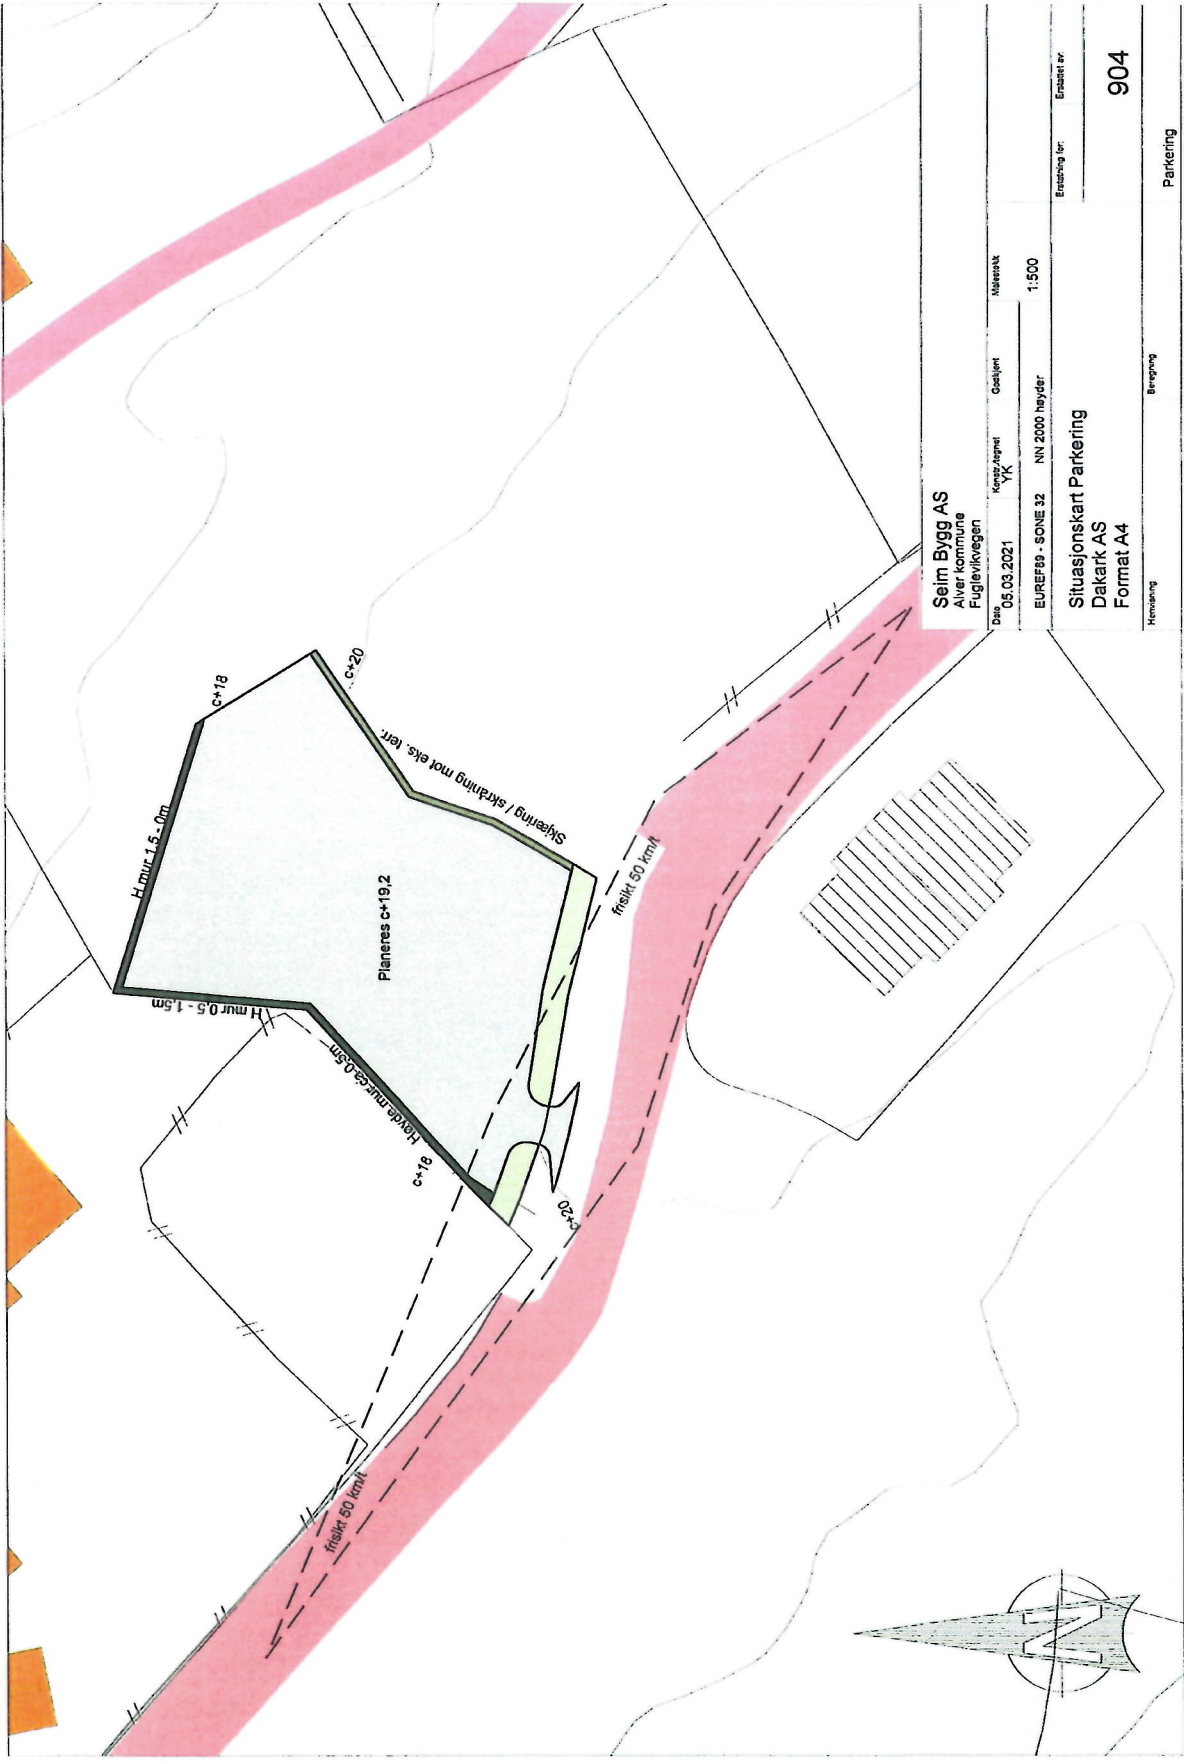 H mur 1,5 - 0m
c+18
c+20
Skjæring / skråning mot eks. terr.
Planeres c+19,2
H mur 0,5 - 1,5m
Høyde mur ca 0,5m
c+18
c+20
frisikt 50 km/t
frisikt 50 km/t
N
Seim Bygg AS
Alver kommune
Fuglevikvegen
Dato Konstr./tegnet Godkjent Målestokk
05.03.2021 YK 1:500
EUREF89 - SONE 32 NN 2000 høyder
Erstatning for: Erstattet av:
Situasjonskart Parkering
Dakark AS
Format A4
904
Henvisning Beregning
Parkering